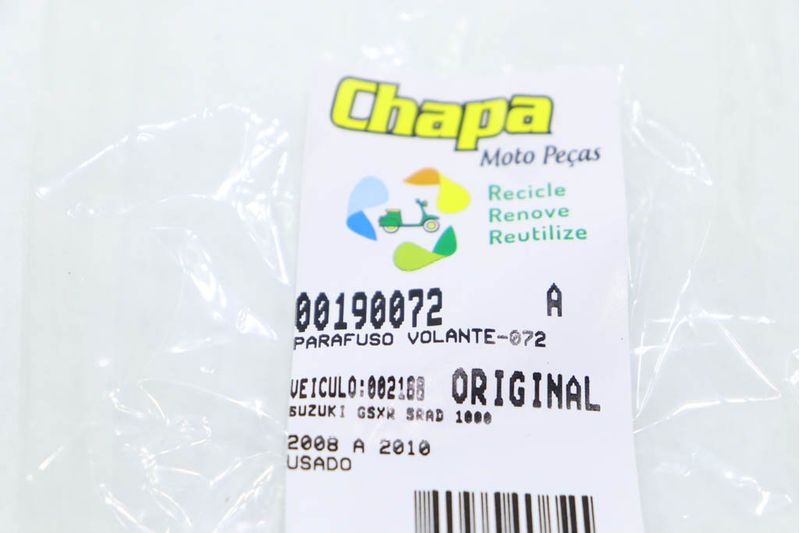 Chapa
Moto Peças
Recicle
Renove
Reutilize
00190072 A
PARAFUSO VOLANTE-072
VEICULO:002188 ORIGINAL
SUZUKI GSXR SRAD 1000
2008 A 2010
USADO